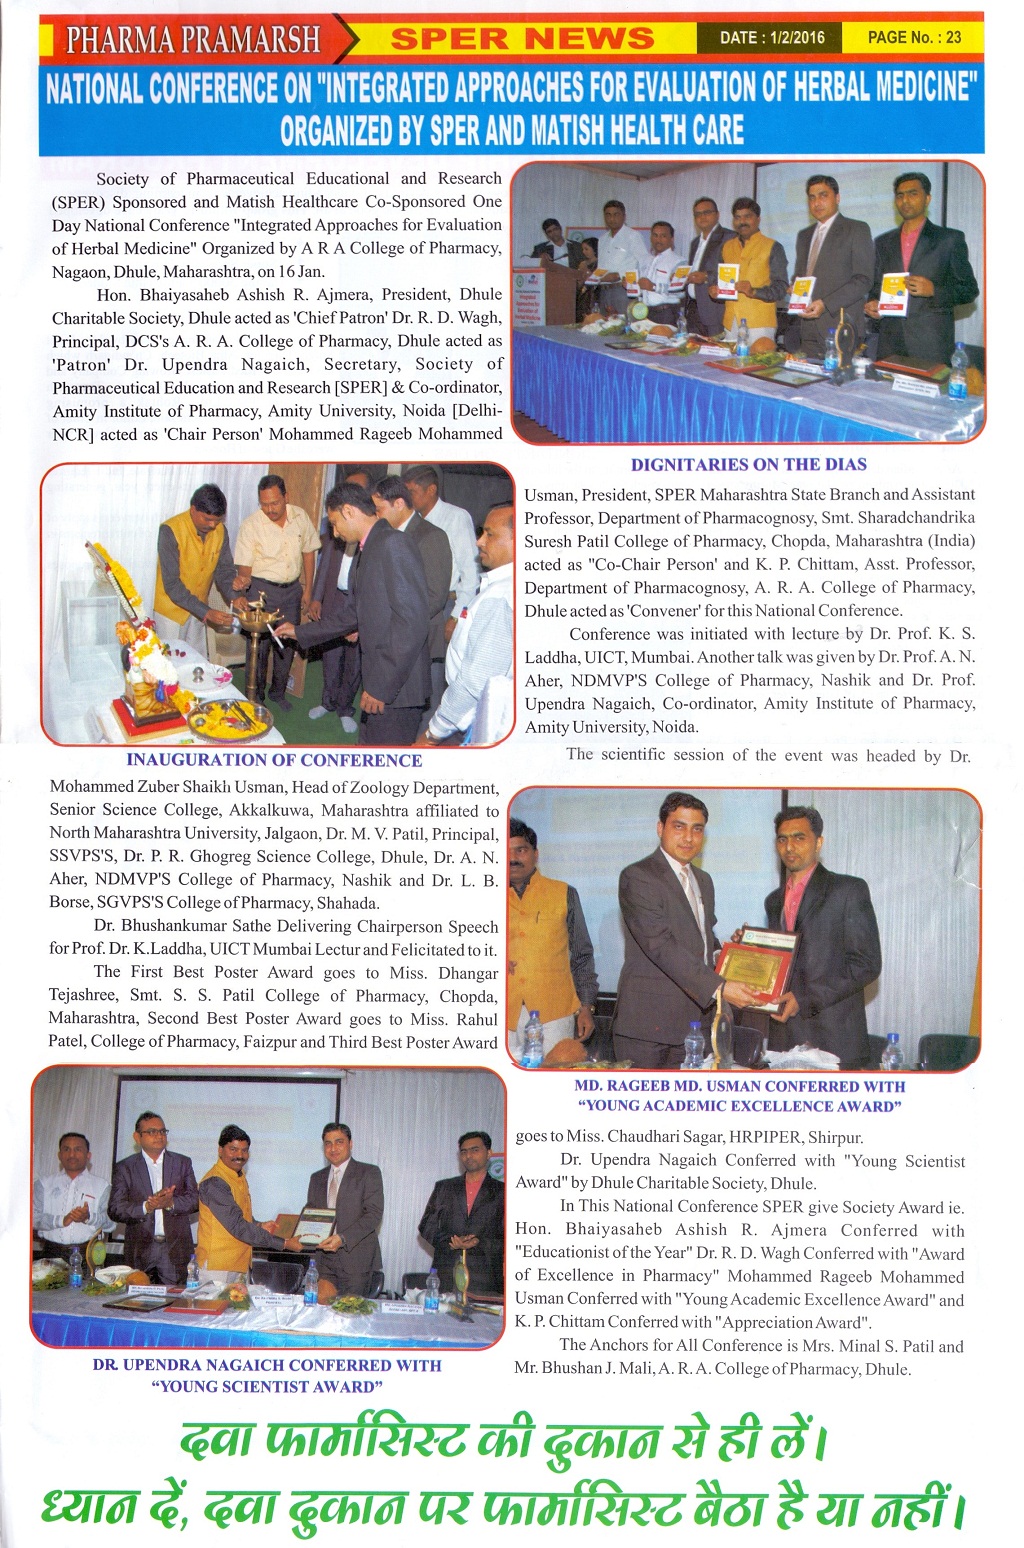 PHARMA PRAMARSH
SPER NEWS
DATE : 1/2/2016
PAGE No. : 23
NATIONAL CONFERENCE ON "INTEGRATED APPROACHES FOR EVALUATION OF HERBAL MEDICINE"
ORGANIZED BY SPER AND MATISH HEALTH CARE
Society of Pharmaceutical Educational and Research
(SPER) Sponsored and Matish Healthcare Co-Sponsored One
Day National Conference "Integrated Approaches for Evaluation
of Herbal Medicine" Organized by A R A College of Pharmacy,
Nagaon, Dhule, Maharashtra, on 16 Jan.
Hon. Bhaiyasaheb Ashish R. Ajmera, President, Dhule
Charitable Society, Dhule acted as 'Chief Patron' Dr. R. D. Wagh,
Principal, DCS's A. R. A. College of Pharmacy, Dhule acted as
'Patron' Dr. Upendra Nagaich, Secretary, Society of
Pharmaceutical Education and Research [SPER] & Co-ordinator,
Amity Institute of Pharmacy, Amity University, Noida [Delhi-
NCR] acted as 'Chair Person' Mohammed Rageeb Mohammed
DIGNITARIES ON THE DIAS
Usman, President, SPER Maharashtra State Branch and Assistant
Professor, Department of Pharmacognosy, Smt. Sharadchandrika
Suresh Patil College of Pharmacy, Chopda, Maharashtra (India)
acted as "Co-Chair Person' and K. P. Chittam, Asst. Professor,
Department of Pharmacognosy, A. R. A. College of Pharmacy,
Dhule acted as 'Convener' for this National Conference.
Conference was initiated with lecture by Dr. Prof. K. S.
Laddha, UICT, Mumbai. Another talk was given by Dr. Prof. A. N.
Aher, NDMVP'S College of Pharmacy, Nashik and Dr. Prof.
Upendra Nagaich, Co-ordinator, Amity Institute of Pharmacy,
Amity University, Noida.
The scientific session of the event was headed by Dr.
INAUGURATION OF CONFERENCE
Mohammed Zuber Shaikh Usman, Head of Zoology Department,
Senior Science College, Akkalkuwa, Maharashtra affiliated to
North Maharashtra University, Jalgaon, Dr. M. V. Patil, Principal,
SSVPS'S, Dr. P. R. Ghogreg Science College, Dhule, Dr. A. N.
Aher, NDMVP'S College of Pharmacy, Nashik and Dr. L. B.
Borse, SGVPS'S College of Pharmacy, Shahada.
Dr. Bhushankumar Sathe Delivering Chairperson Speech
for Prof. Dr. K.Laddha, UICT Mumbai Lectur and Felicitated to it.
The First Best Poster Award goes to Miss. Dhangar
Tejashree, Smt. S. S. Patil College of Pharmacy, Chopda,
Maharashtra, Second Best Poster Award goes to Miss. Rahul
Patel, College of Pharmacy, Faizpur and Third Best Poster Award
MD. RAGEEB MD. USMAN CONFERRED WITH
“YOUNG ACADEMIC EXCELLENCE AWARD”
goes to Miss. Chaudhari Sagar, HRPIPER, Shirpur.
Dr. Upendra Nagaich Conferred with "Young Scientist
Award" by Dhule Charitable Society, Dhule.
In This National Conference SPER give Society Award ie.
Hon. Bhaiyasaheb Ashish R. Ajmera Conferred with
"Educationist of the Year" Dr. R. D. Wagh Conferred with "Award
of Excellence in Pharmacy" Mohammed Rageeb Mohammed
Usman Conferred with "Young Academic Excellence Award" and
K. P. Chittam Conferred with "Appreciation Award".
The Anchors for All Conference is Mrs. Minal S. Patil and
Mr. Bhushan J. Mali, A. R. A. College of Pharmacy, Dhule.
DR. UPENDRA NAGAICH CONFERRED WITH
“YOUNG SCIENTIST AWARD”
दवा फार्मासिस्ट की दुकान से ही लें।
ध्यान दें, दवा दुकान पर फार्मासिस्ट बैठा है या नहीं।